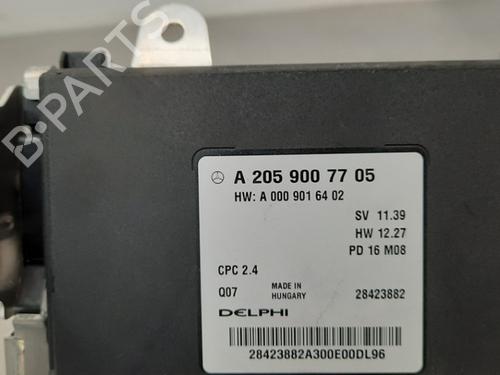 A 205 900 77 05
HW: A 000 901 64 02
SV 11.39
HW 12.27
PD 16 M08
CPC 2.4
Q07
MADE IN
HUNGARY
28423882
DELPHI
28423882A300E00DL96
B-PARTS